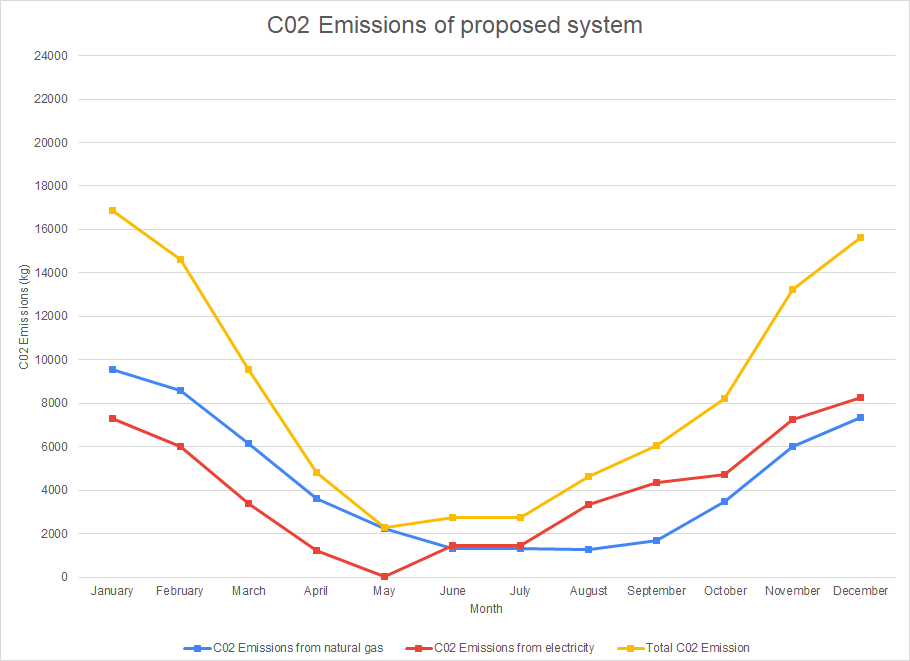 C02 Emissions of proposed system
24000
22000
20000
18000
16000
14000
12000
10000
8000
6000
4000
2000
0
C02 Emissions (kg)
January February March April May June July August September October November December
Month
C02 Emissions from natural gas C02 Emissions from electricity Total C02 Emission